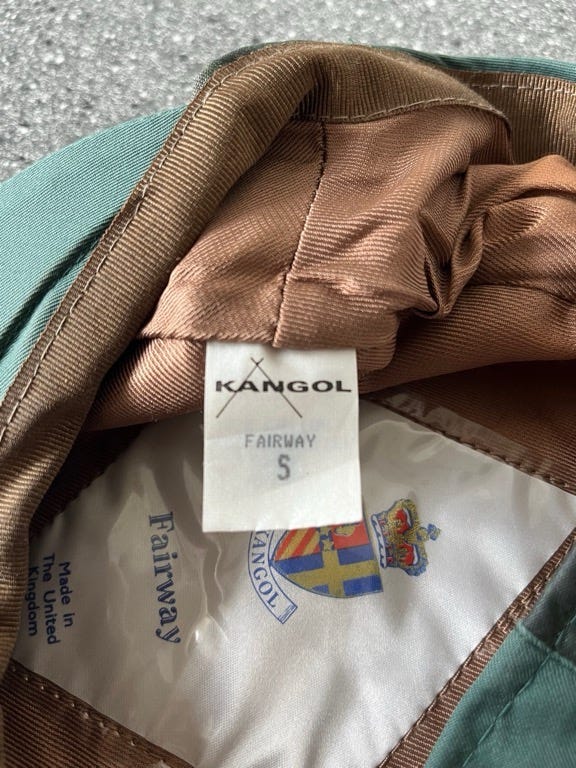 KANGOL
FAIRWAY
S
KANGOL
Fairway
Made in
The United
Kingdom